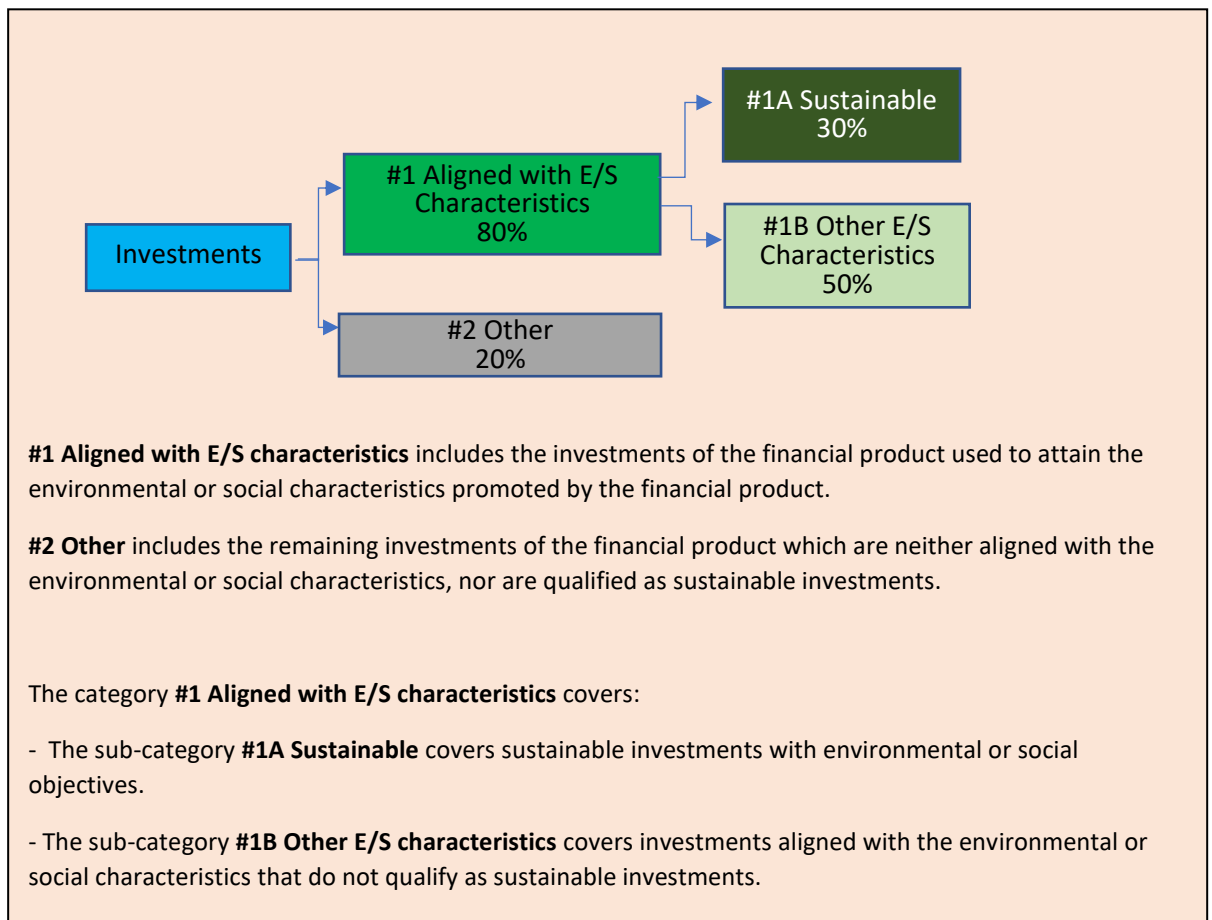 #1A Sustainable
30%
#1 Aligned with E/S
Characteristics
80%
#1B Other E/S
Characteristics
50%
Investments
#2 Other
20%
#1 Aligned with E/S characteristics includes the investments of the financial product used to attain the
environmental or social characteristics promoted by the financial product.
#2 Other includes the remaining investments of the financial product which are neither aligned with the
environmental or social characteristics, nor are qualified as sustainable investments.
The category #1 Aligned with E/S characteristics covers:
- The sub-category #1A Sustainable covers sustainable investments with environmental or social
objectives.
- The sub-category #1B Other E/S characteristics covers investments aligned with the environmental or
social characteristics that do not qualify as sustainable investments.